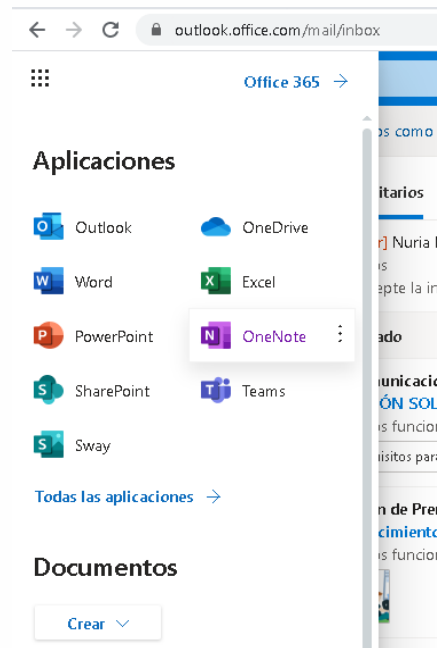 outlook.office.com/mail/inbox
Office 365 →
os como
Aplicaciones
itarios
Outlook
OneDrive
r] Nuria
os
Word
Excel
epte la in
PowerPoint
OneNote
ado
SharePoint
Teams
unicació
ÓN SOL
os funcion
Sway
uisitos para
Todas las aplicaciones →
n de Pre
cimiento
os funcion
Documentos
Crear